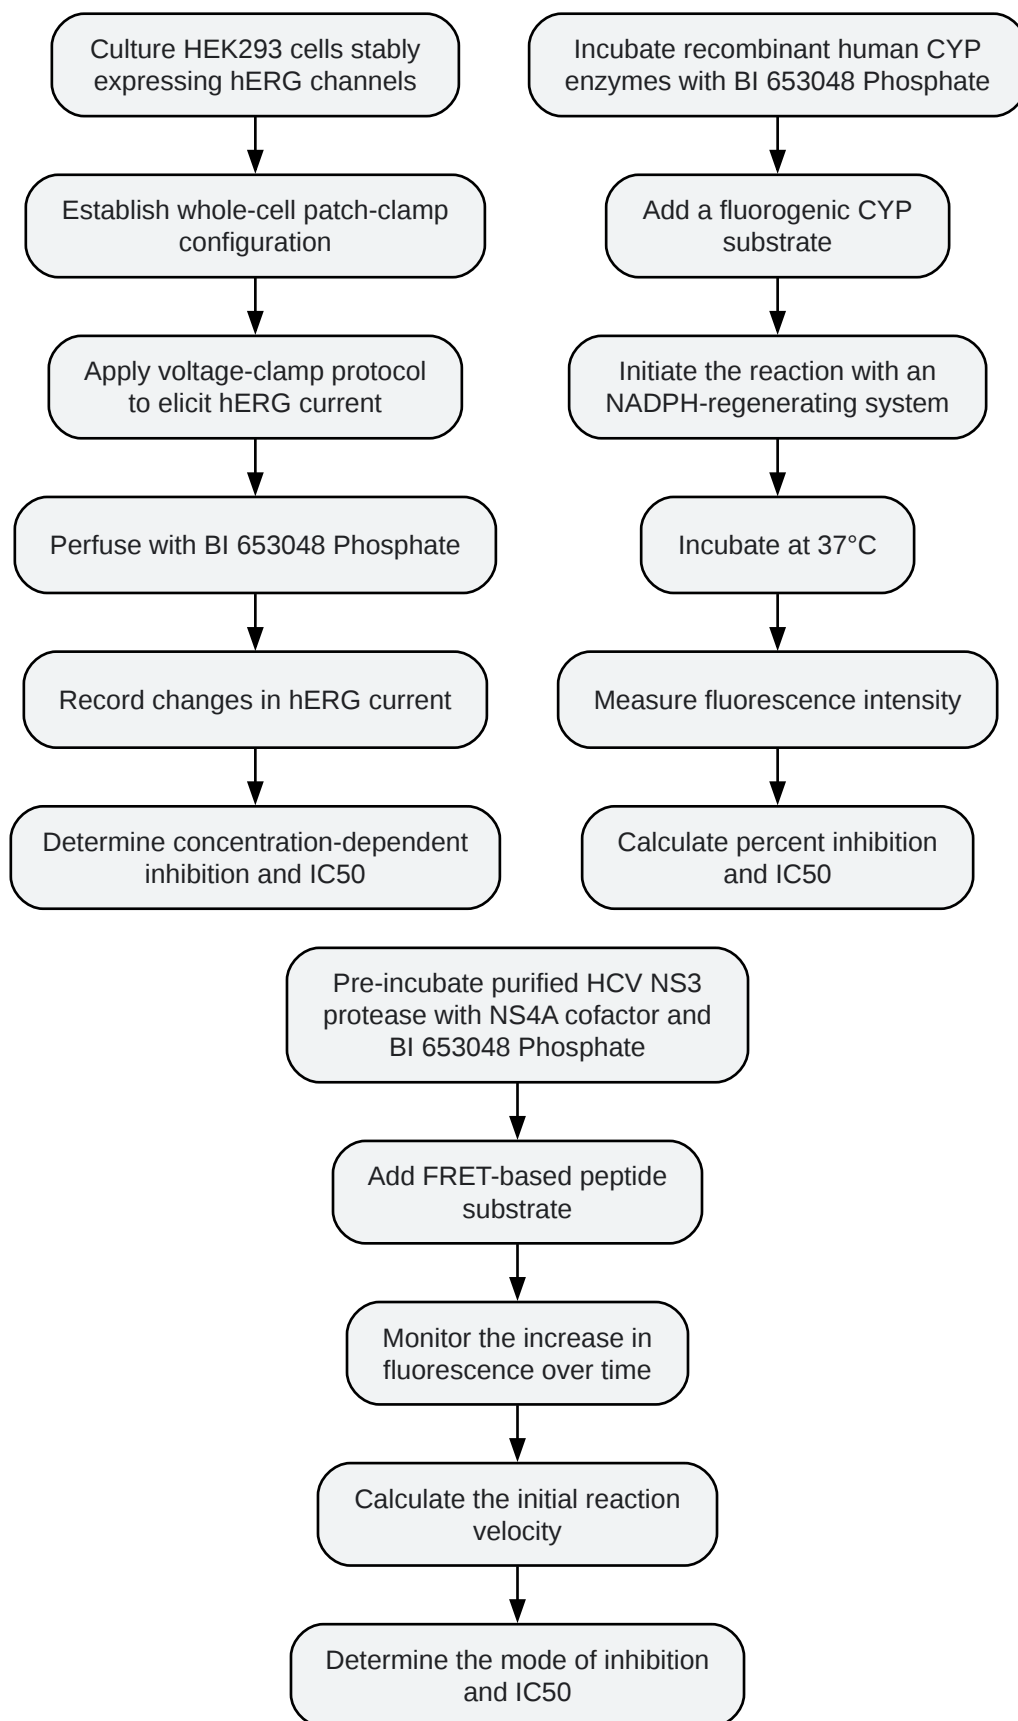 Culture HEK293 cells stably
expressing hERG channels
Establish whole-cell patch-clamp
configuration
Apply voltage-clamp protocol
to elicit hERG current
Perfuse with BI 653048 Phosphate
Record changes in hERG current
Determine concentration-dependent
inhibition and IC50
Incubate recombinant human CYP
enzymes with BI 653048 Phosphate
Add a fluorogenic CYP
substrate
Initiate the reaction with an
NADPH-regenerating system
Incubate at 37°C
Measure fluorescence intensity
Calculate percent inhibition
and IC50
Pre-incubate purified HCV NS3
protease with NS4A cofactor and
BI 653048 Phosphate
Add FRET-based peptide
substrate
Monitor the increase in
fluorescence over time
Calculate the initial reaction
velocity
Determine the mode of inhibition
and IC50